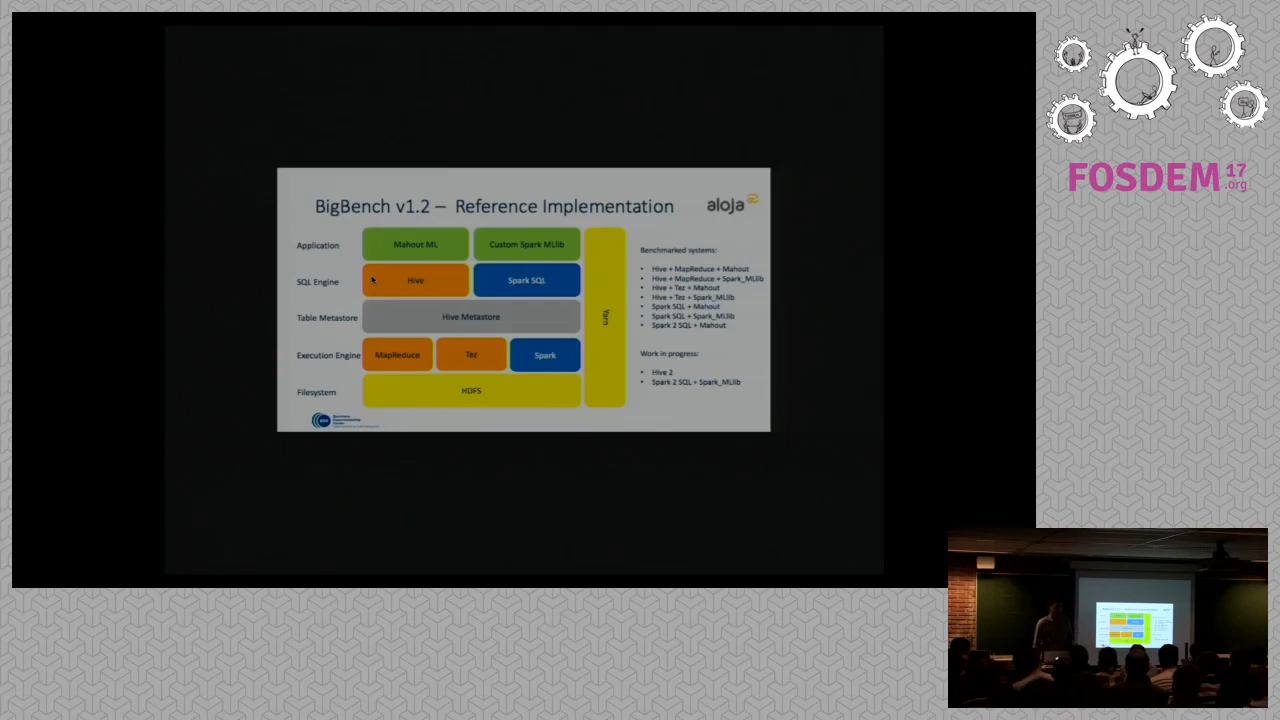 BigBench v1.2 – Reference Implementation
aloja
Application
Mahout ML
Custom Spark MLlib
SQL Engine
Hive
Spark SQL
Table Metastore
Hive Metastore
Execution Engine
MapReduce
Tez
Spark
Filesystem
HDFS
Yarn
Benchmarked systems:
• Hive + MapReduce + Mahout
• Hive + MapReduce + Spark_MLlib
• Hive + Tez + Mahout
• Hive + Tez + Spark_MLlib
• Spark SQL + Mahout
• Spark SQL + Spark_MLlib
• Spark 2 SQL + Mahout
Work in progress:
• Hive 2
• Spark 2 SQL + Spark_MLlib
FOSDEM 17
.org